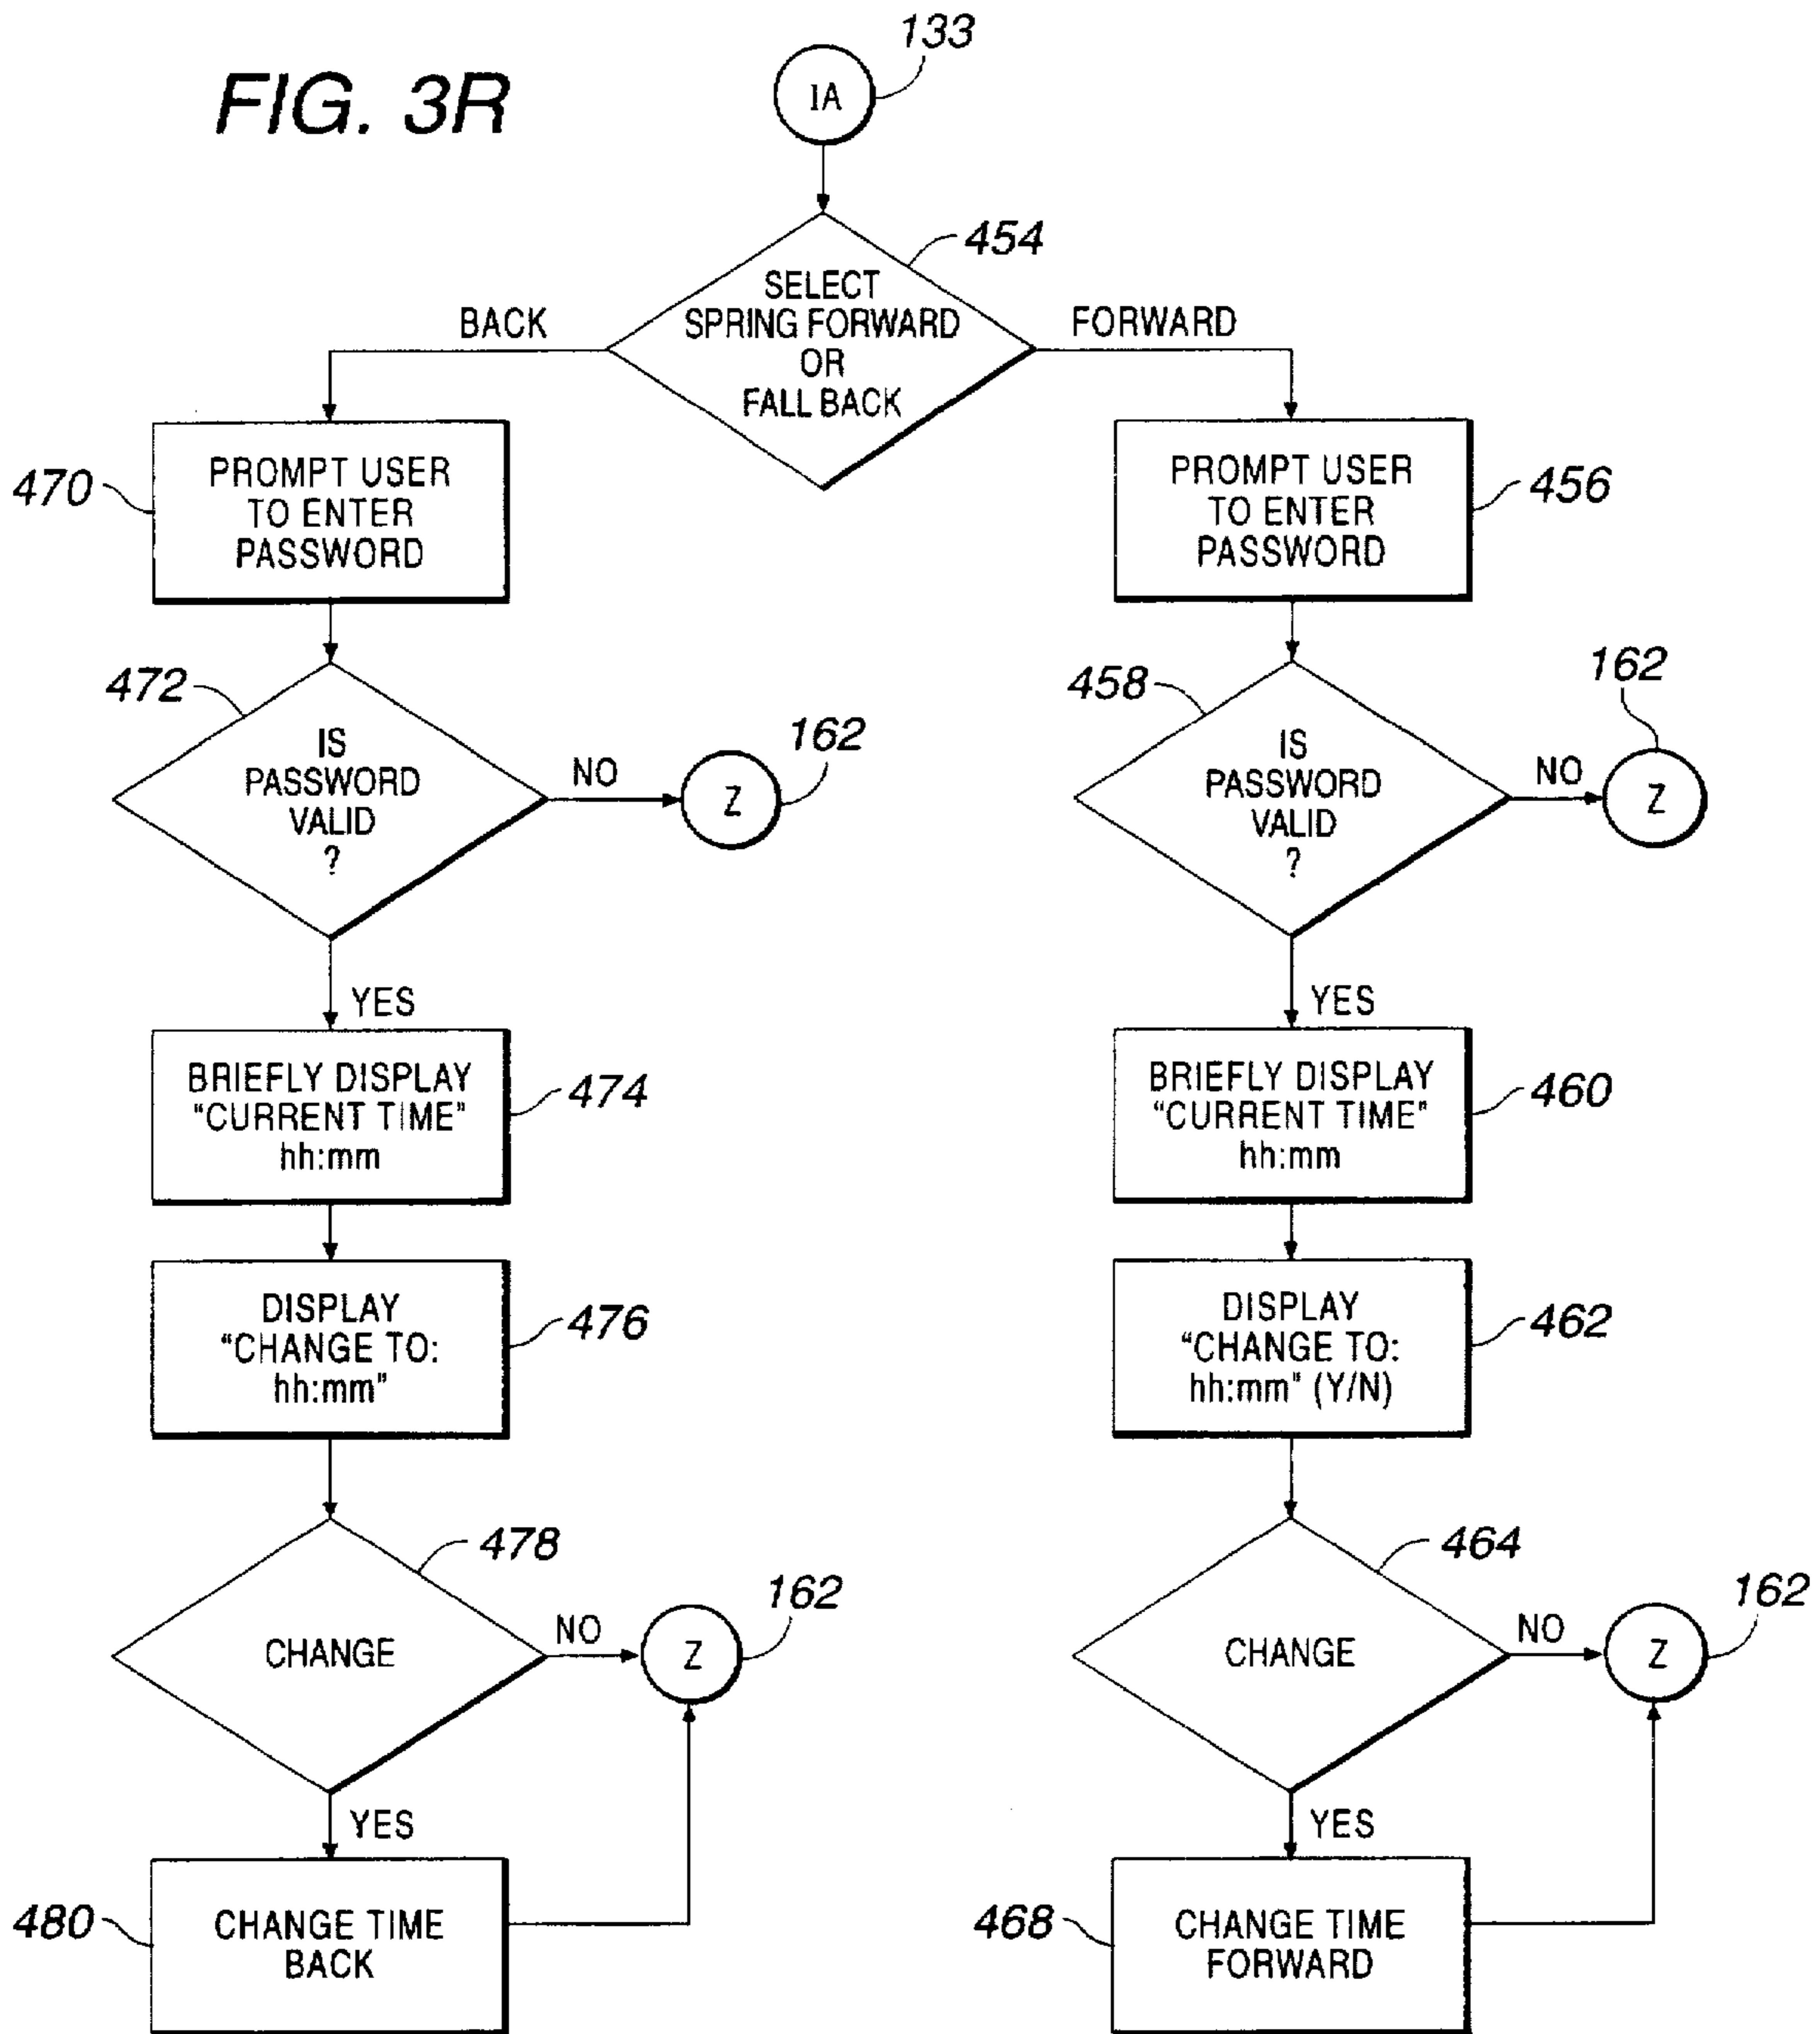 FIG. 3R
133
IA
454
SELECT
SPRING FORWARD
OR
FALL BACK
BACK
FORWARD
470
PROMPT USER
TO ENTER
PASSWORD
PROMPT USER
TO ENTER
PASSWORD
456
472
IS
PASSWORD
VALID
?
NO
Z
162
458
IS
PASSWORD
VALID
?
NO
Z
162
YES
YES
BRIEFLY DISPLAY
"CURRENT TIME"
hh:mm
474
BRIEFLY DISPLAY
"CURRENT TIME"
hh:mm
460
DISPLAY
"CHANGE TO:
hh:mm"
476
DISPLAY
"CHANGE TO:
hh:mm" (Y/N)
462
478
CHANGE
NO
Z
162
464
CHANGE
NO
Z
162
YES
YES
480
CHANGE TIME
BACK
468
CHANGE TIME
FORWARD